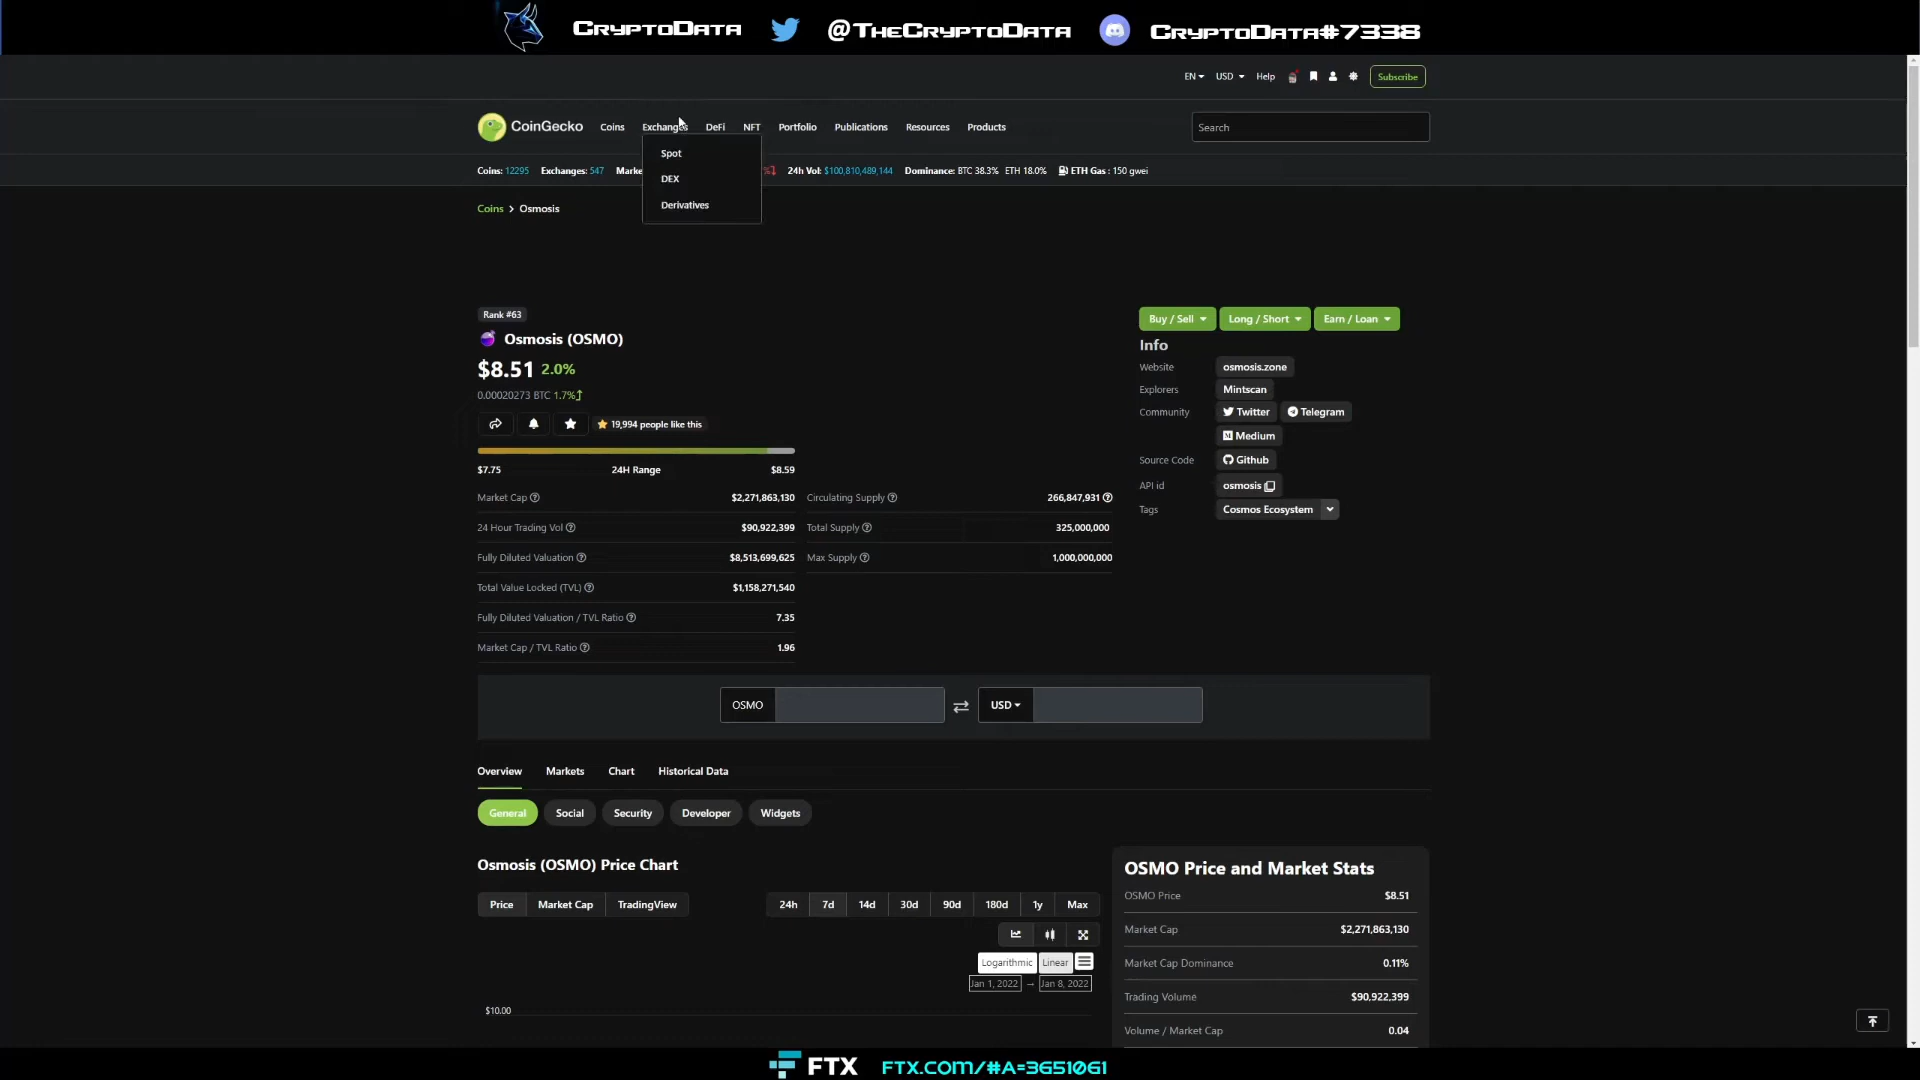 CryptoData @TheCryptoData CryptoData#7338
EN USD Help Subscribe
CoinGecko Coins Exchanges DeFi NFT Portfolio Publications Resources Products Search
Spot
DEX
Derivatives
Coins: 12295 Exchanges: 547 Marke 24h Vol: $100,810,489,144 Dominance: BTC 38.3% ETH 18.0% ETH Gas: 150 gwei
Coins > Osmosis
Rank #63
Osmosis (OSMO)
$8.51 2.0%
0.00020273 BTC 1.7%
19,994 people like this
$7.75 24H Range $8.59
Market Cap $2,271,863,130
24 Hour Trading Vol $90,922,399
Fully Diluted Valuation $8,513,699,625
Total Value Locked (TVL) $1,158,271,540
Fully Diluted Valuation / TVL Ratio 7.35
Market Cap / TVL Ratio 1.96
Circulating Supply 266,847,931
Total Supply 325,000,000
Max Supply 1,000,000,000
Buy / Sell Long / Short Earn / Loan
Info
Website osmosis.zone
Explorers Mintscan
Community Twitter Telegram
Medium
Source Code Github
API id osmosis
Tags Cosmos Ecosystem
OSMO USD
Overview Markets Chart Historical Data
General Social Security Developer Widgets
Osmosis (OSMO) Price Chart
Price Market Cap TradingView 24h 7d 14d 30d 90d 180d 1y Max
Logarithmic Linear
Jan 1, 2022 → Jan 8, 2022
$10.00
OSMO Price and Market Stats
OSMO Price $8.51
Market Cap $2,271,863,130
Market Cap Dominance 0.11%
Trading Volume $90,922,399
Volume / Market Cap 0.04
FTX FTX.com/#A=3651061